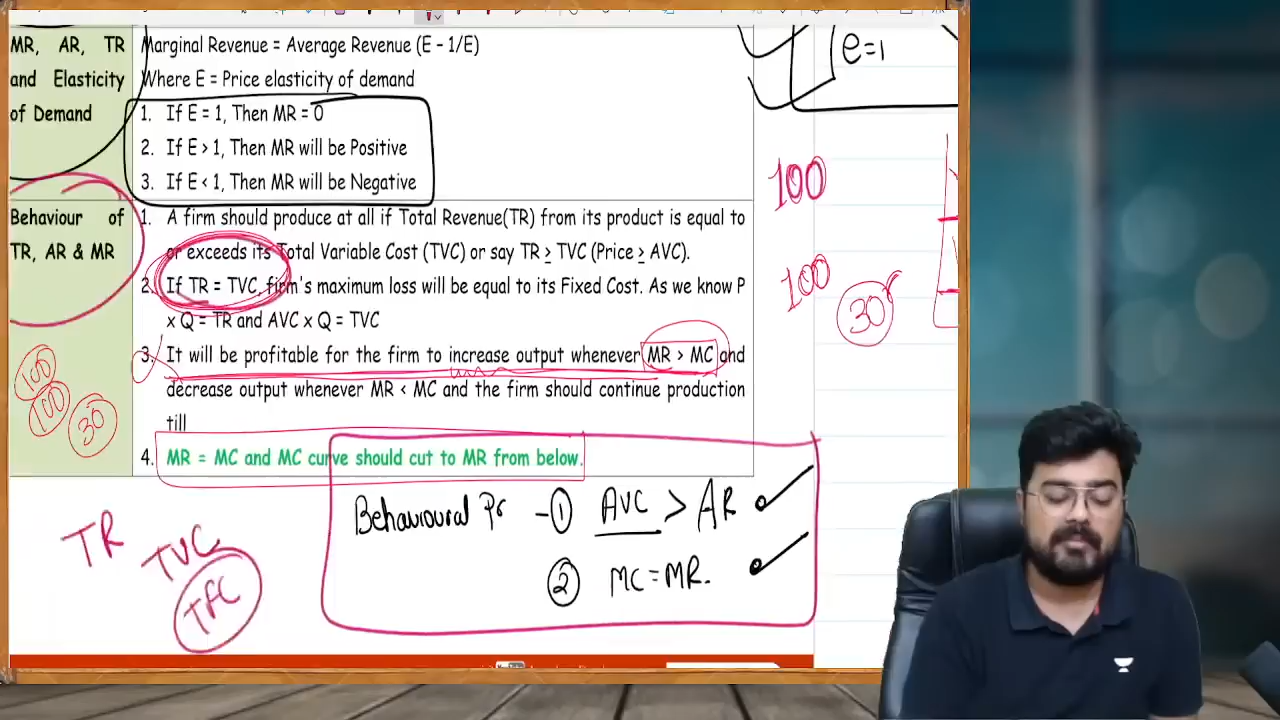 MR, AR, TR
and Elasticity
of Demand
Marginal Revenue = Average Revenue (E - 1/E)
Where E = Price elasticity of demand
1. If E = 1, Then MR = 0
2. If E > 1, Then MR will be Positive
3. If E < 1, Then MR will be Negative
e=1
100
100
30
Behaviour of
TR, AR & MR
1. A firm should produce at all if Total Revenue(TR) from its product is equal to
or exceeds its Total Variable Cost (TVC) or say TR ≥ TVC (Price ≥ AVC).
2. If TR = TVC, firm's maximum loss will be equal to its Fixed Cost. As we know P
x Q = TR and AVC x Q = TVC
3. It will be profitable for the firm to increase output whenever MR > MC and
decrease output whenever MR < MC and the firm should continue production
till
4. MR = MC and MC curve should cut to MR from below.
100
100
30
Behavioural Pr - ① AVC > AR
② MC = MR.
TR
TVC
TFC